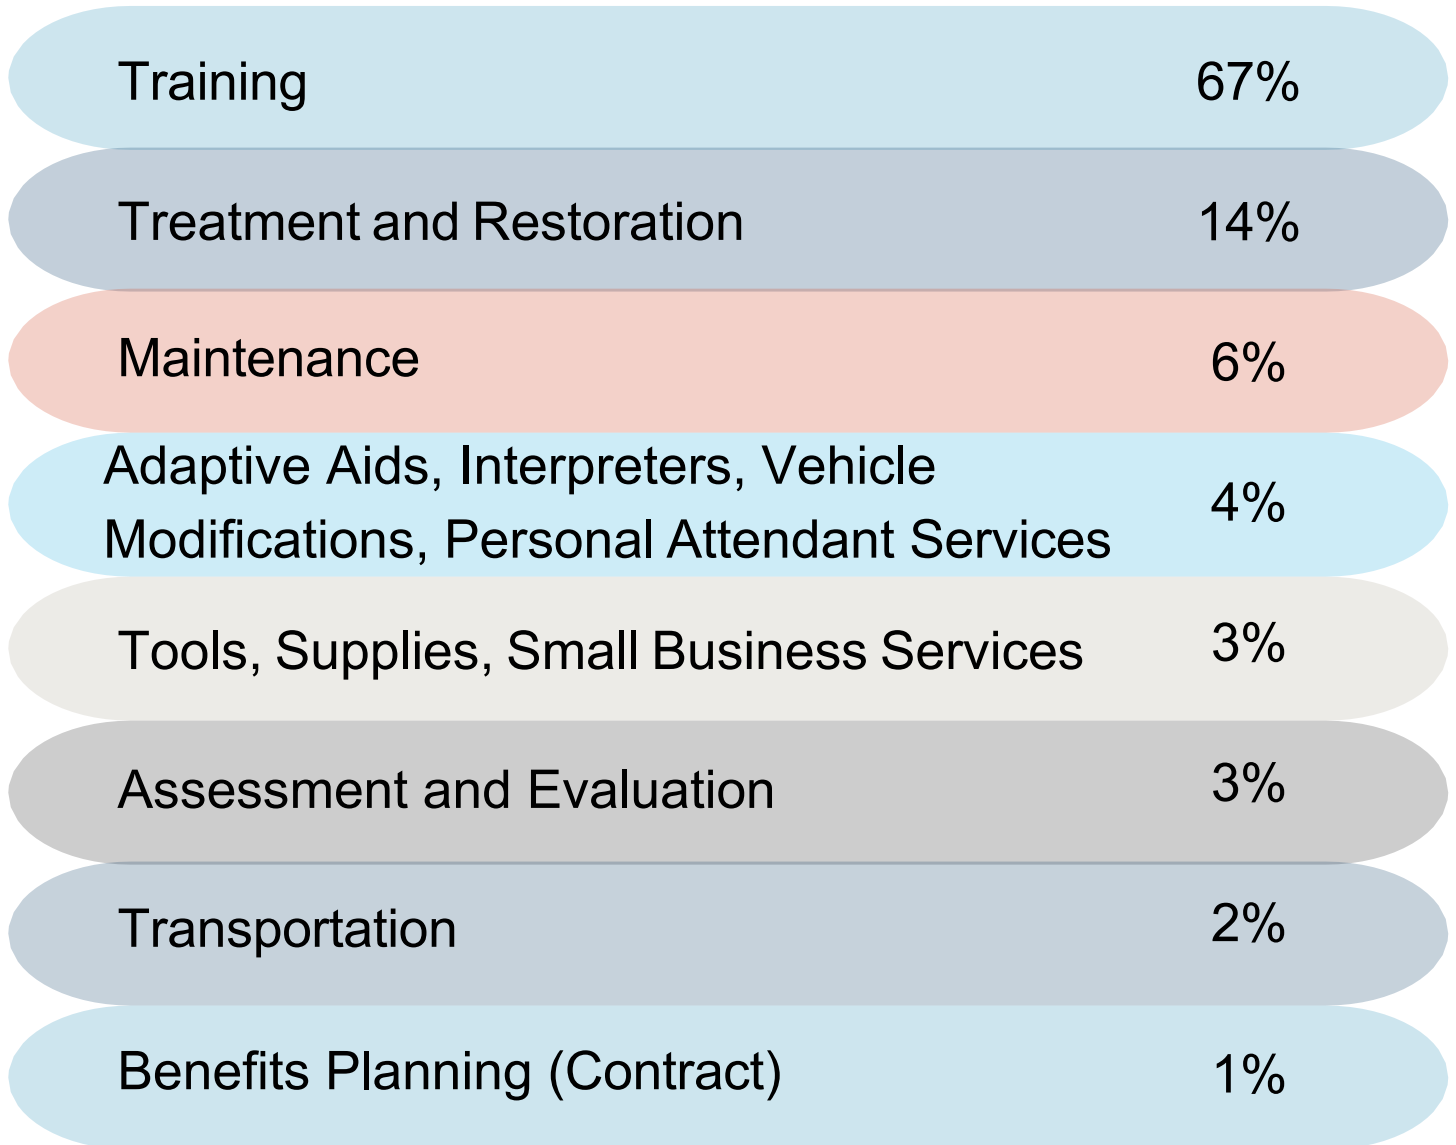 Training 67%
Treatment and Restoration 14%
Maintenance 6%
Adaptive Aids, Interpreters, Vehicle
Modifications, Personal Attendant Services 4%
Tools, Supplies, Small Business Services 3%
Assessment and Evaluation 3%
Transportation 2%
Benefits Planning (Contract) 1%